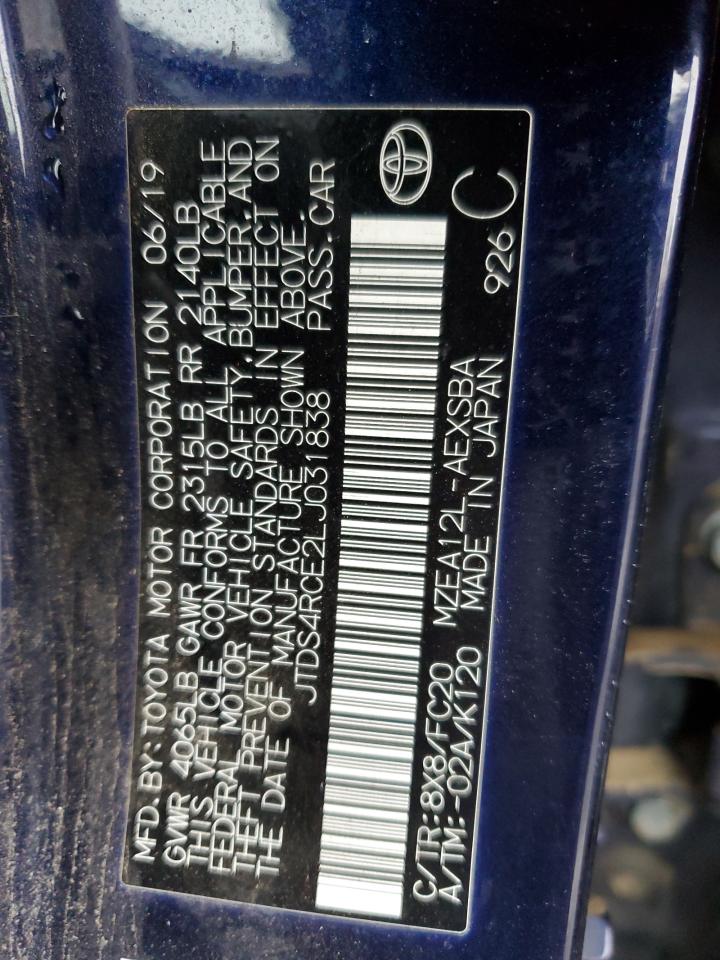 MFD. BY: TOYOTA MOTOR CORPORATION 06/19
GVWR 4065LB GAWR FR 2315LB RR 2140LB
THIS VEHICLE CONFORMS TO ALL APPLICABLE
FEDERAL MOTOR VEHICLE SAFETY, BUMPER, AND
THEFT PREVENTION STANDARDS IN EFFECT ON
THE DATE OF MANUFACTURE SHOWN ABOVE.
JTDS4RCE2LJ031838 PASS. CAR
C/TR: 8X8/FC20 MZEA12L-AEXSBA
A/TM: -02A/K120 MADE IN JAPAN 926 C